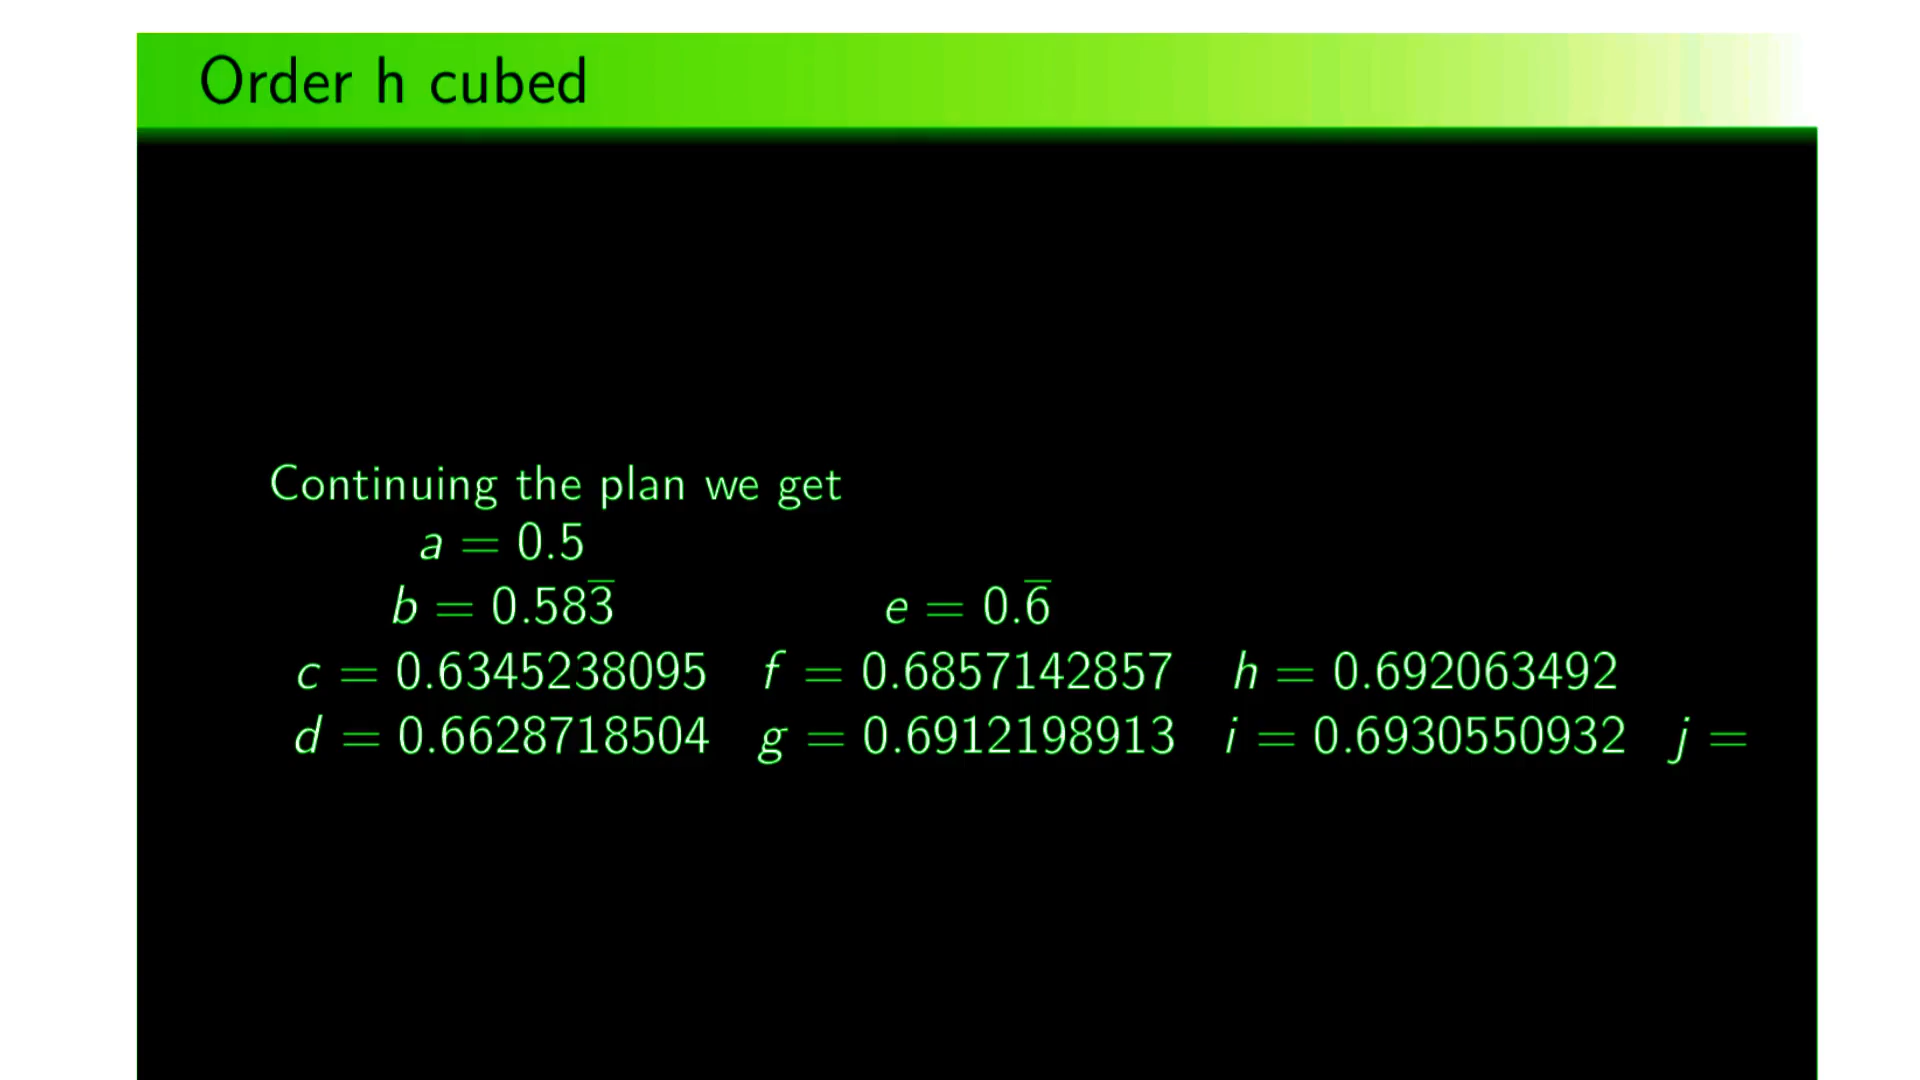 Order h cubed
Continuing the plan we get
a = 0.5
b = 0.583̅ e = 0.6̅
c = 0.6345238095 f = 0.6857142857 h = 0.692063492
d = 0.6628718504 g = 0.6912198913 i = 0.6930550932 j =